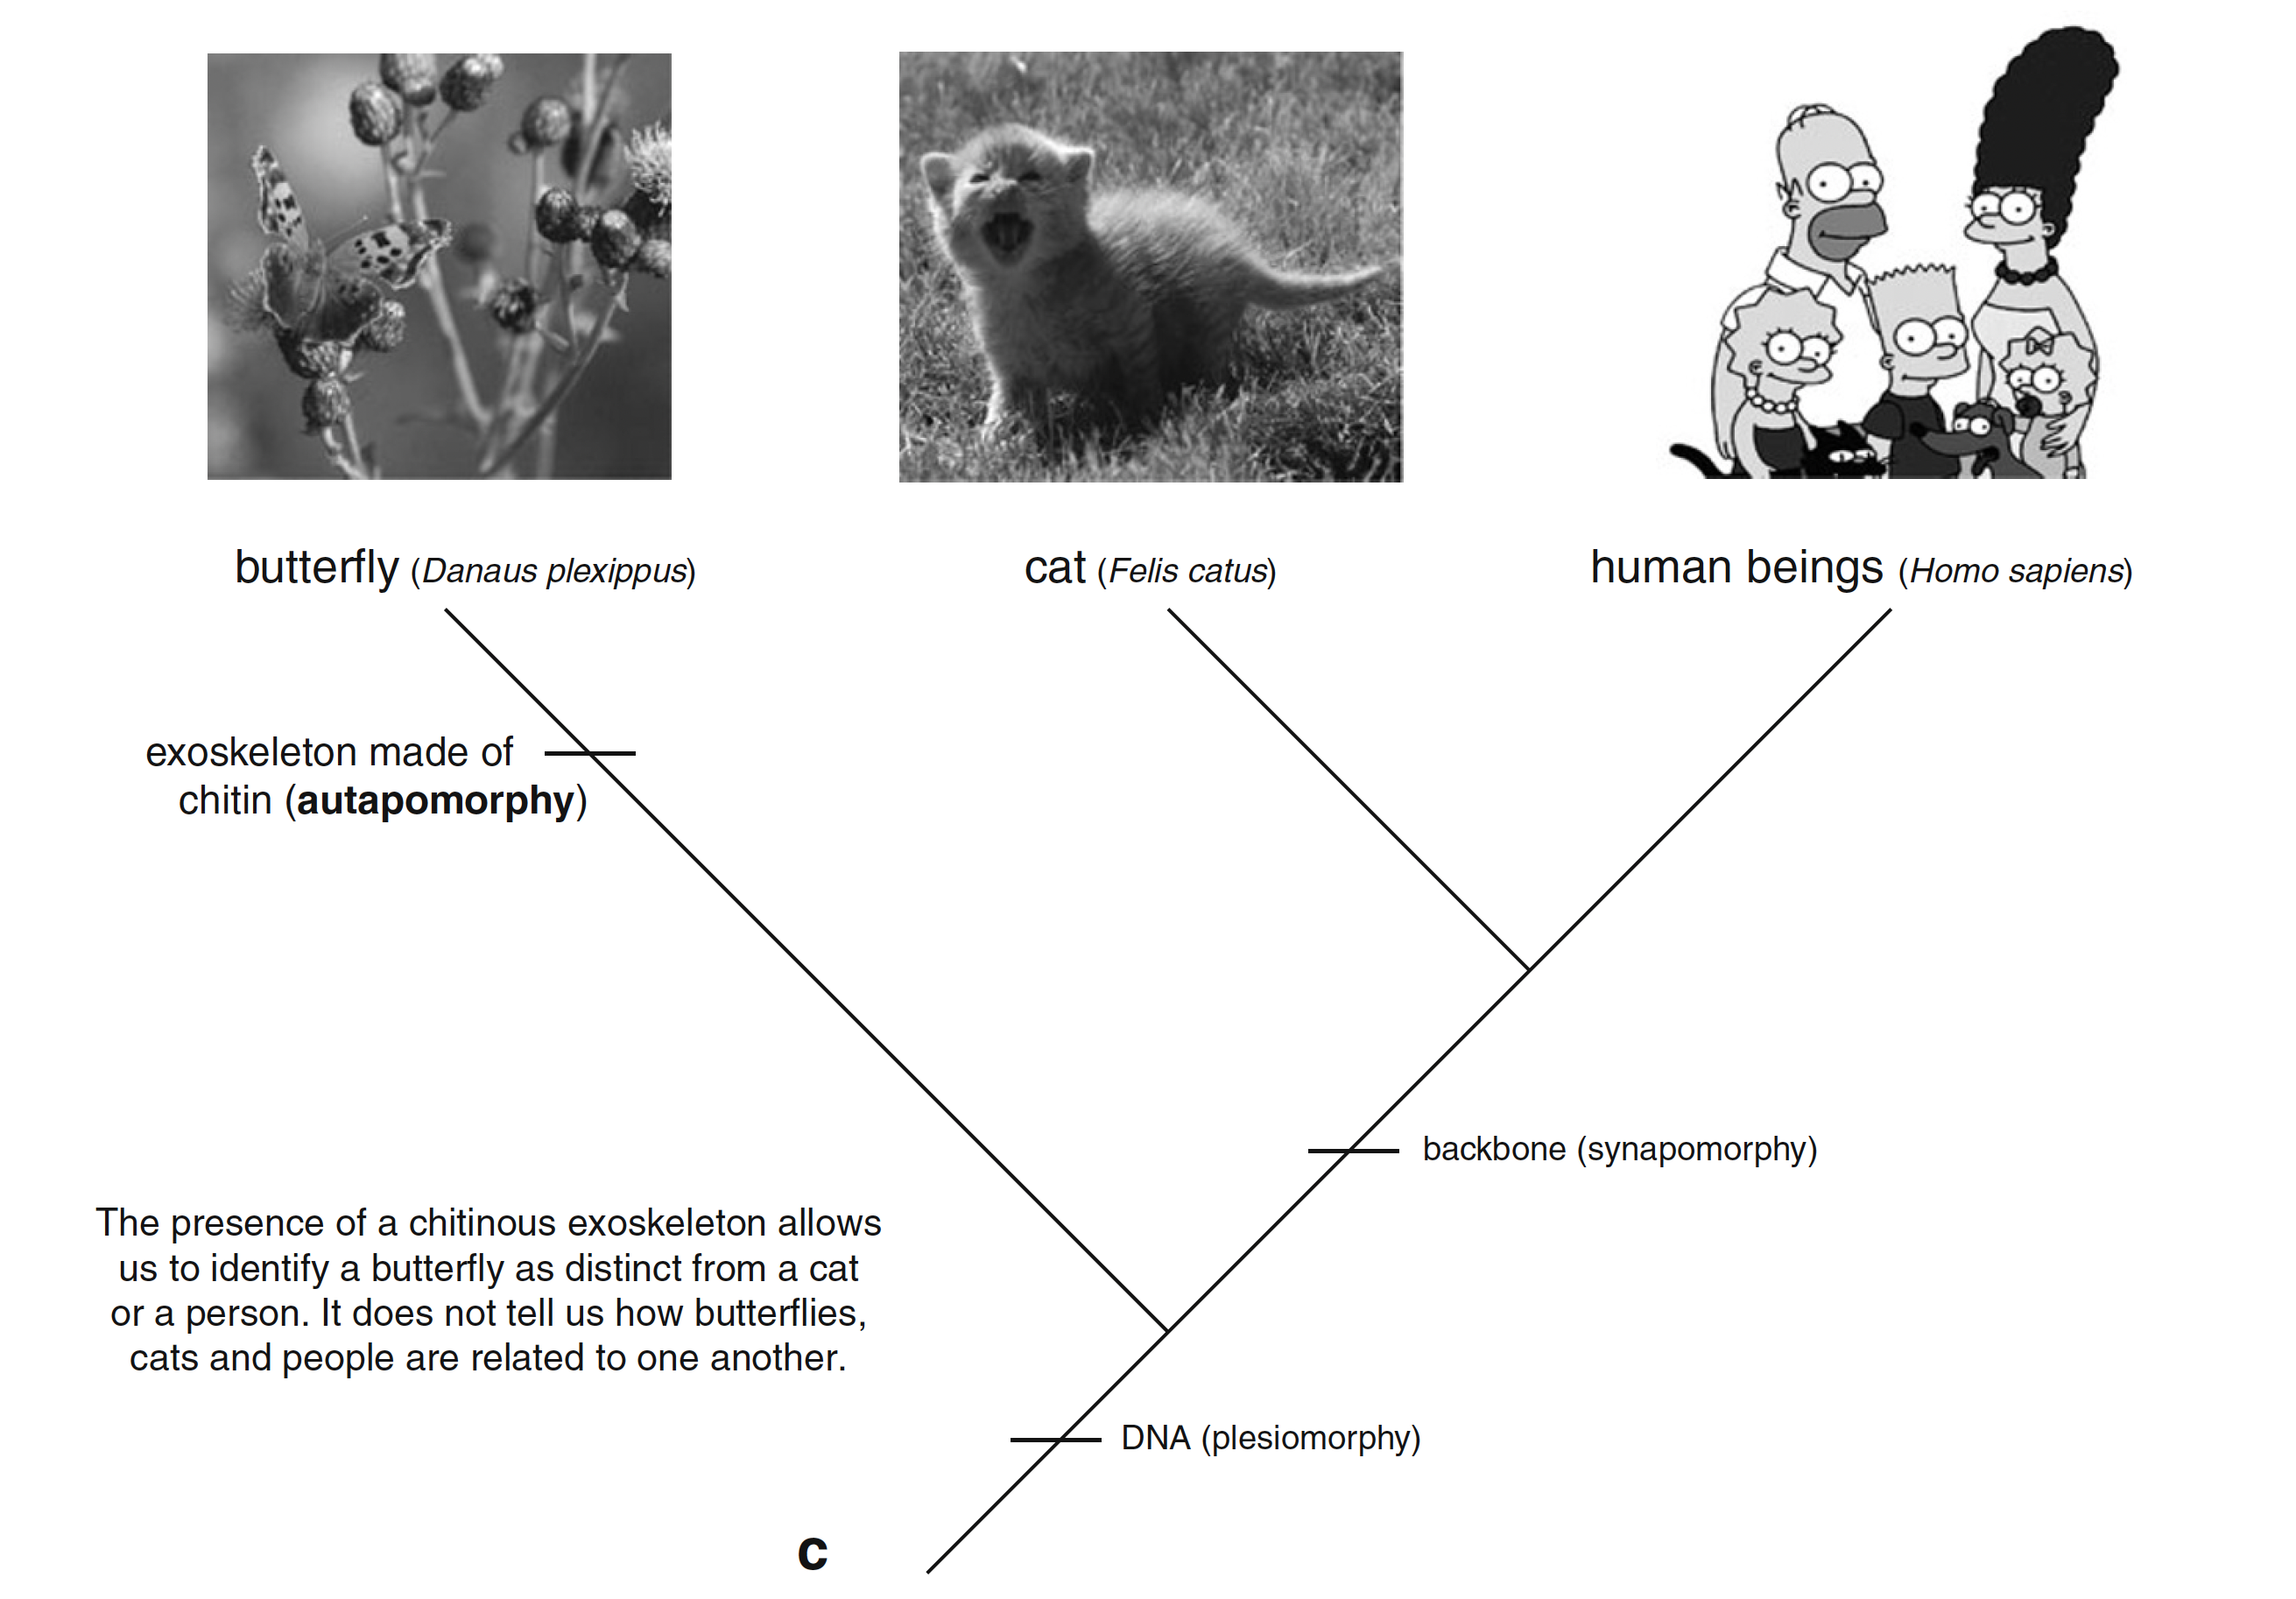 butterfly (Danaus plexippus)
cat (Felis catus)
human beings (Homo sapiens)
exoskeleton made of
chitin (autapomorphy)
backbone (synapomorphy)
The presence of a chitinous exoskeleton allows
us to identify a butterfly as distinct from a cat
or a person. It does not tell us how butterflies,
cats and people are related to one another.
DNA (plesiomorphy)
c